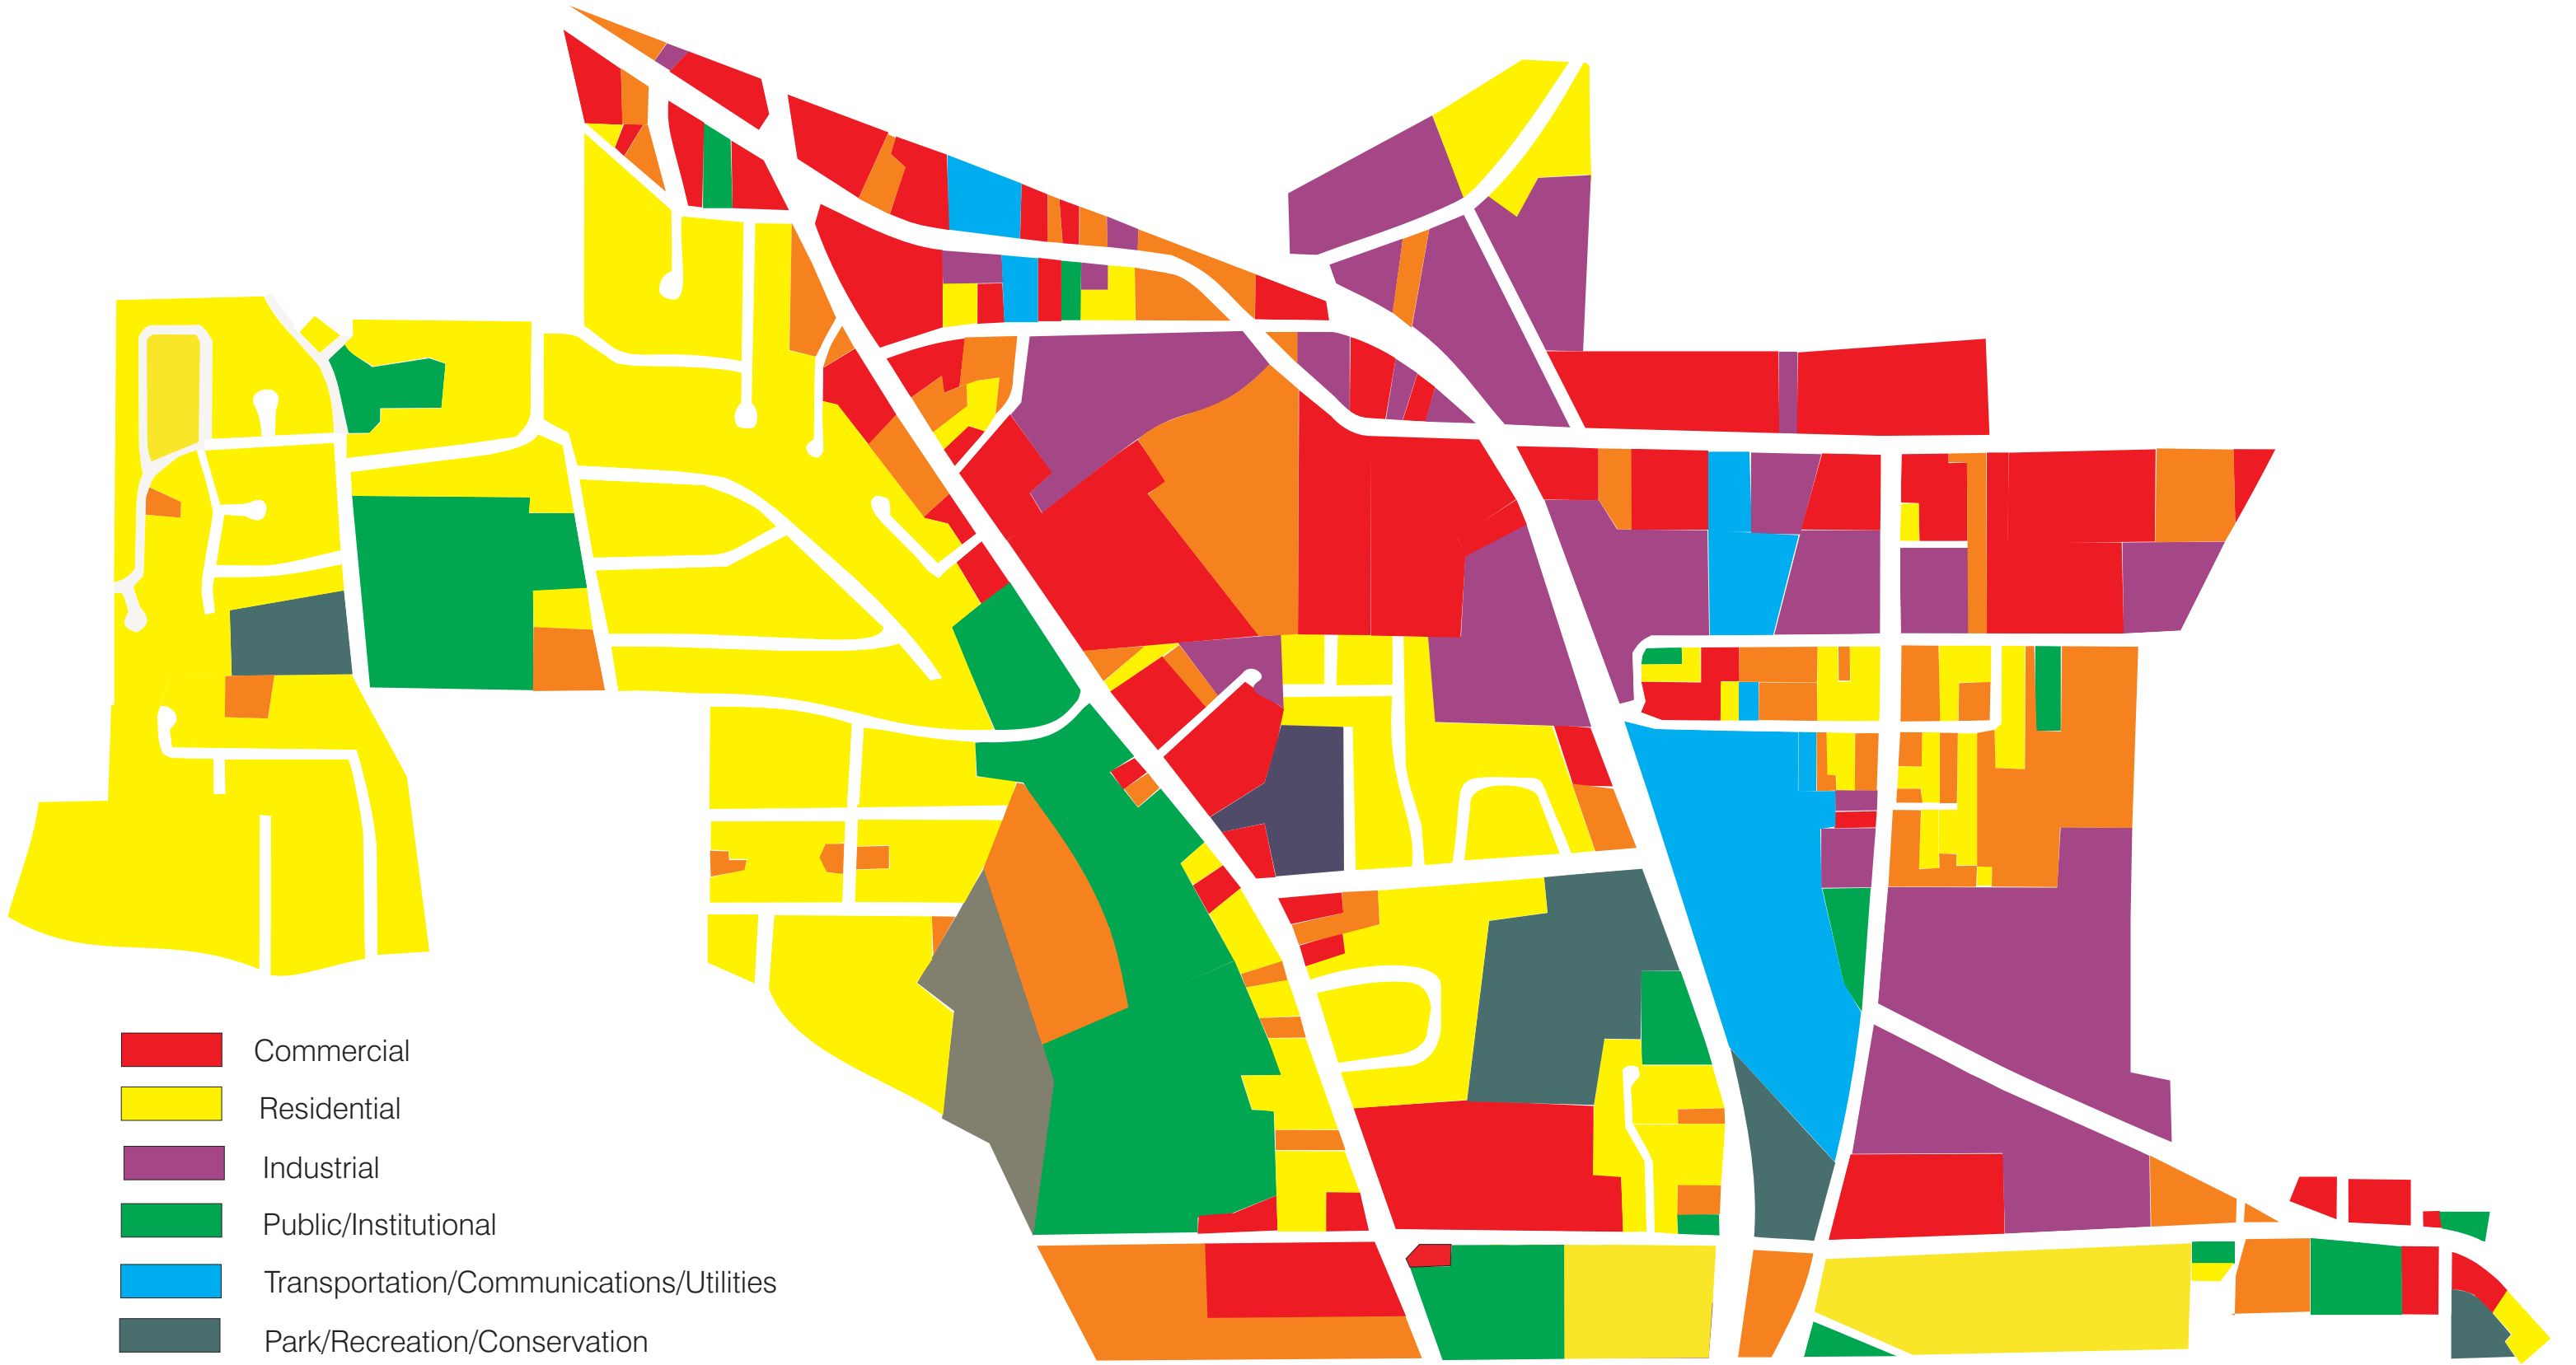 Commercial
Residential
Industrial
Public/Institutional
Transportation/Communications/Utilities
Park/Recreation/Conservation